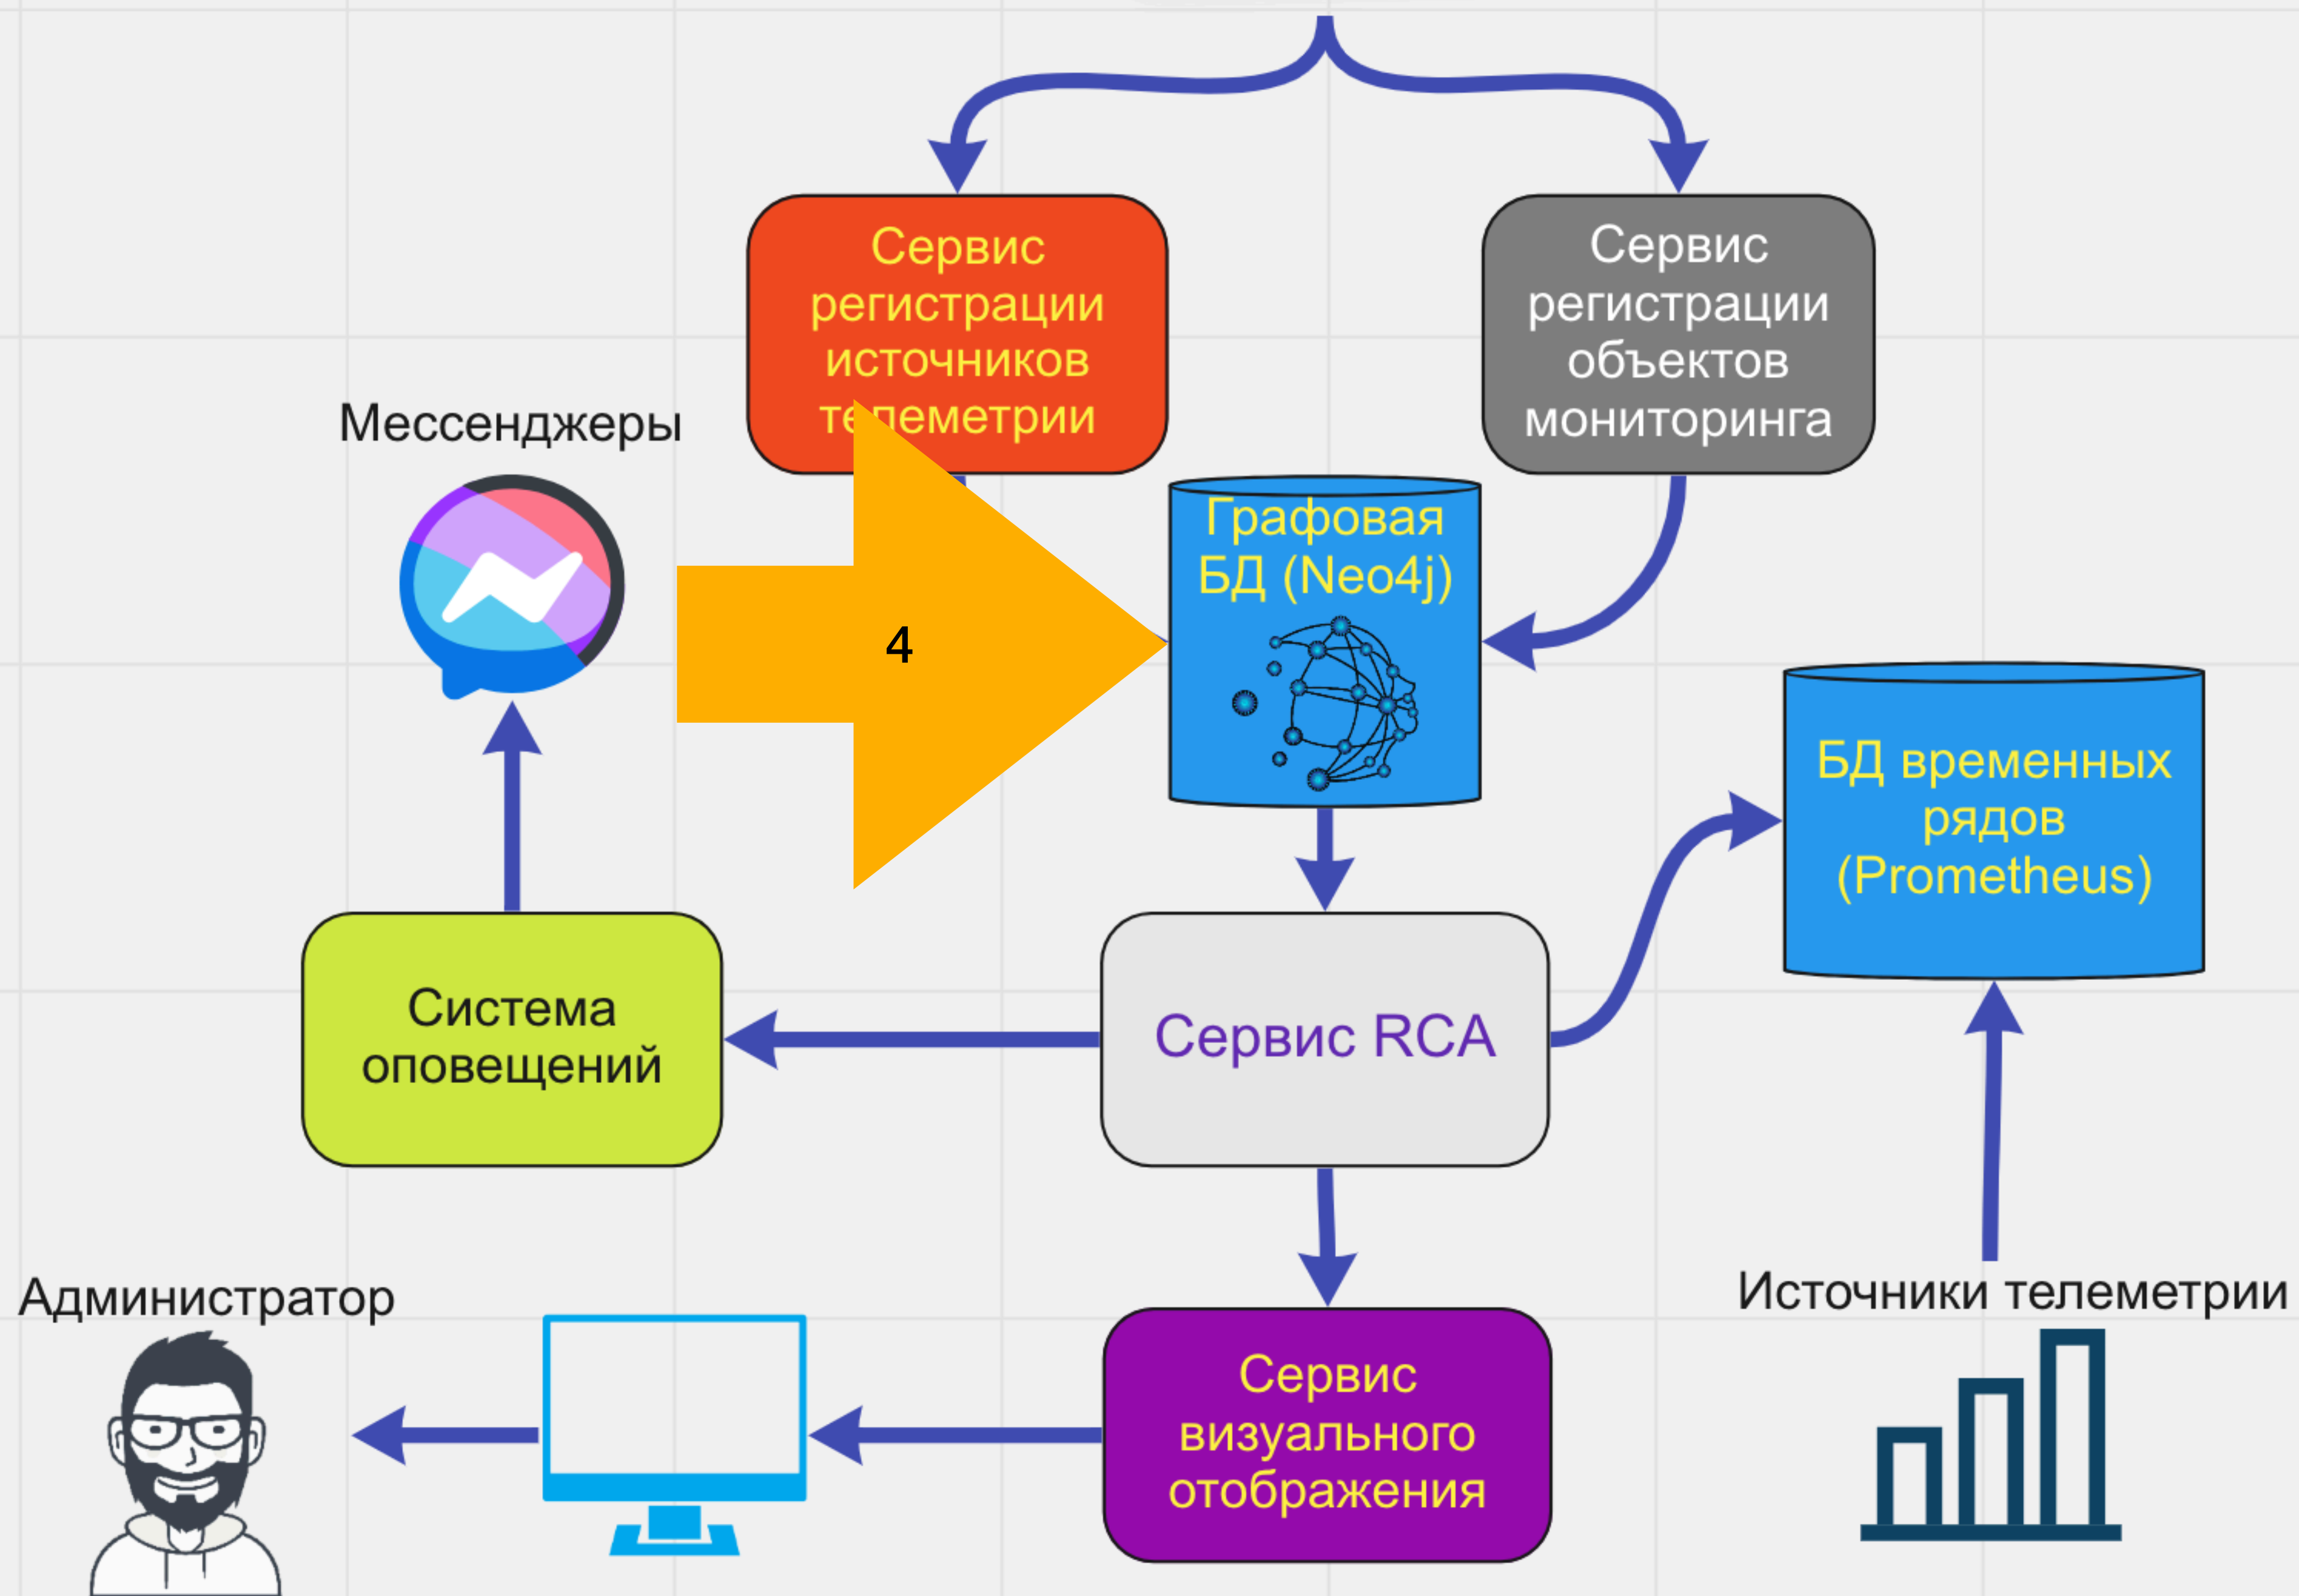 Сервис
регистрации
источников
телеметрии
Сервис
регистрации
объектов
мониторинга
Мессенджеры
Графовая
БД (Neo4j)
4
БД временных
рядов
(Prometheus)
Система
оповещений
Сервис RCA
Администратор
Источники телеметрии
Сервис
визуального
отображения